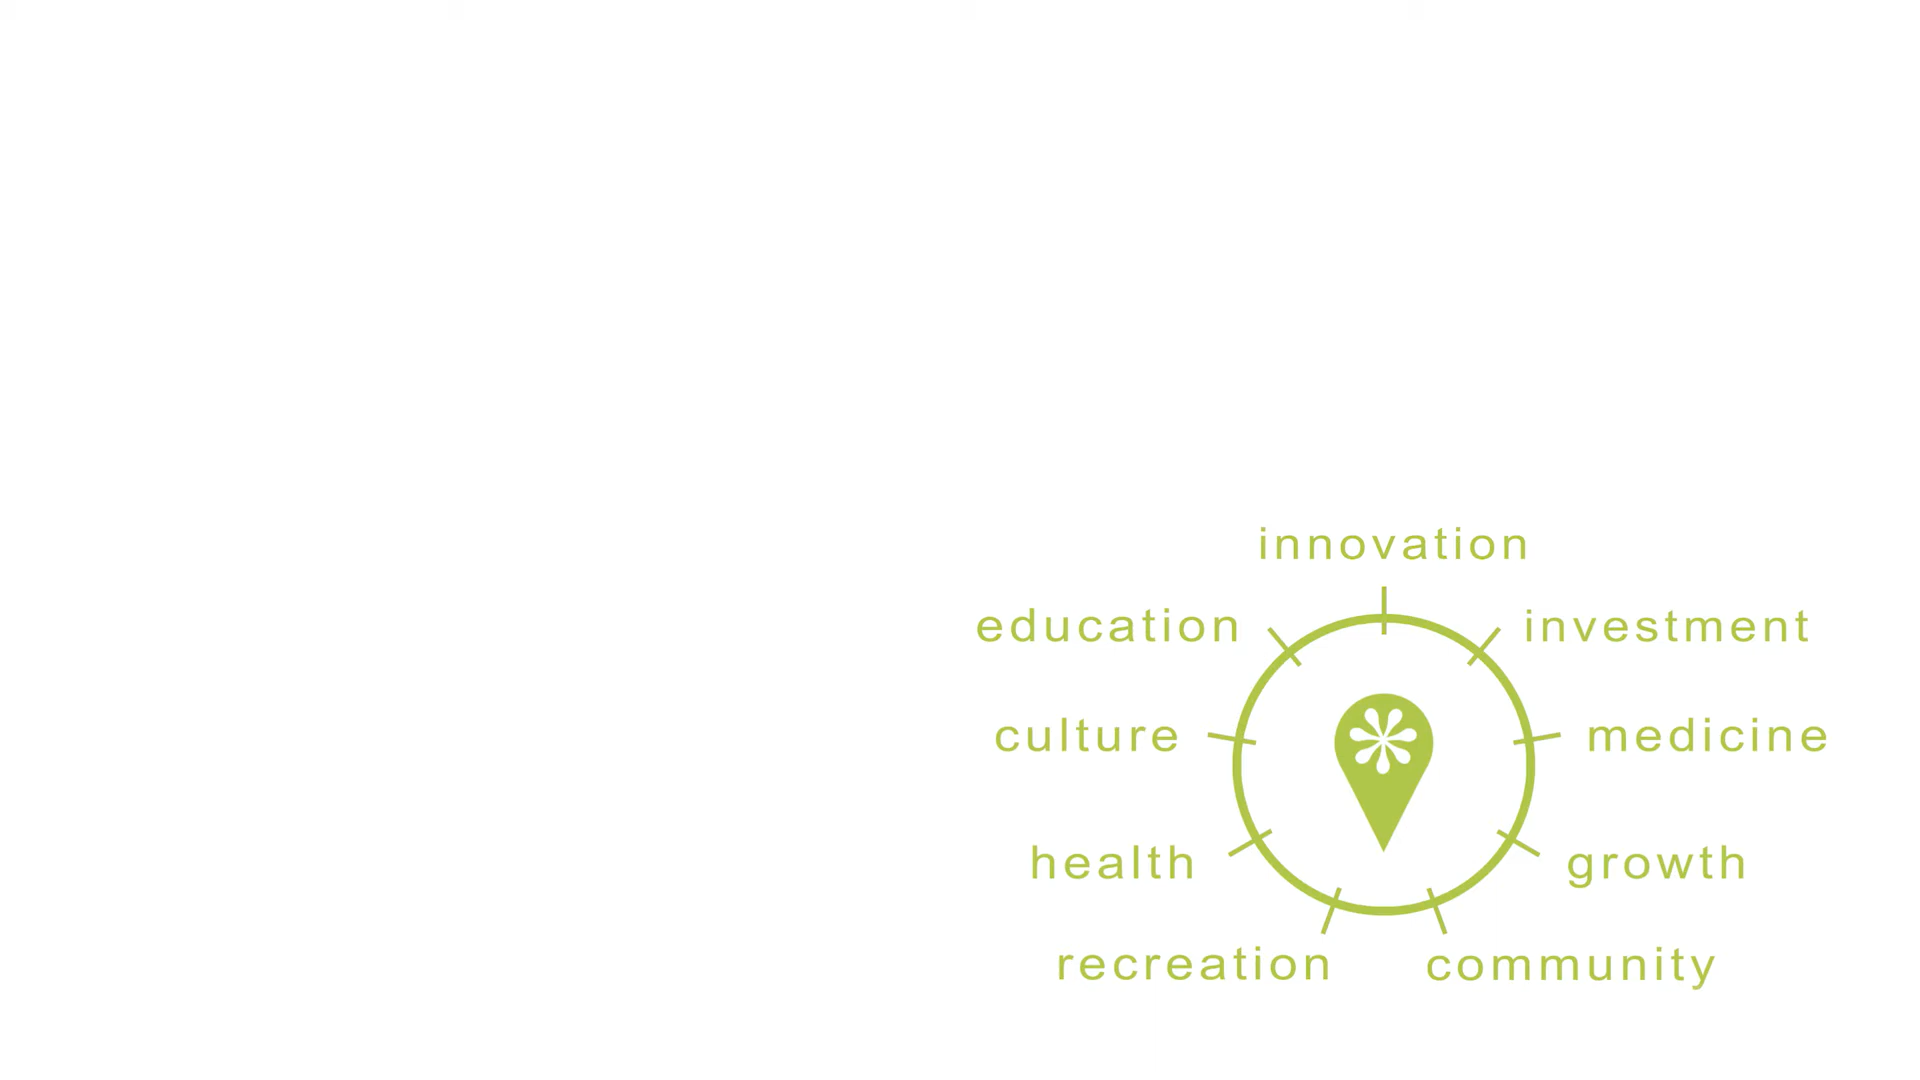 innovation
education
investment
culture
medicine
health
growth
recreation
community